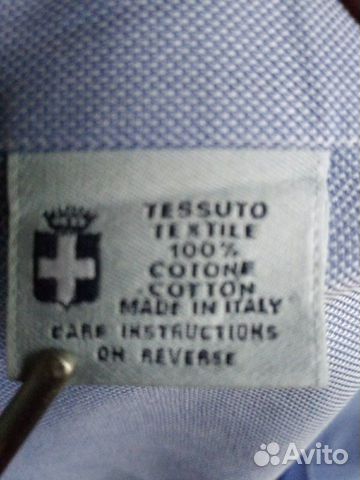 TESSUTO
TEXTILE
100%
COTONE
COTTON
MADE IN ITALY
CARE INSTRUCTIONS
ON REVERSE
Avito